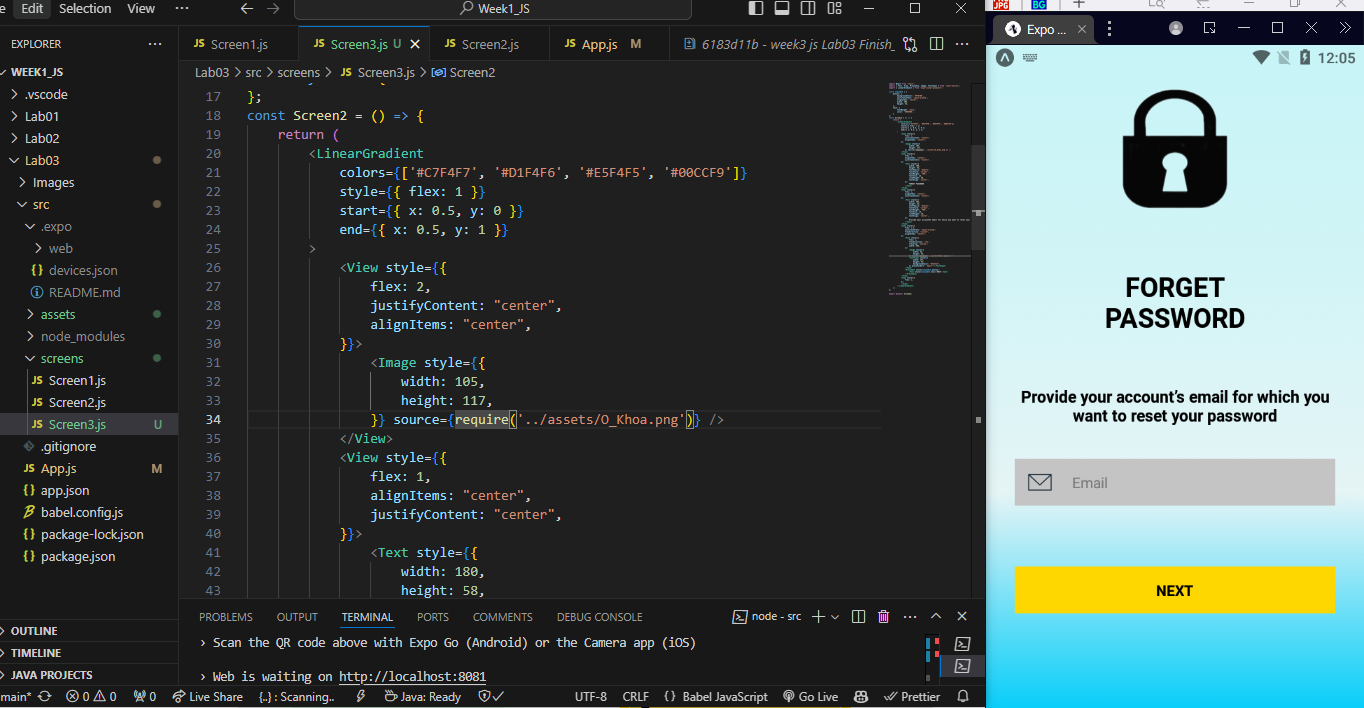 Edit Selection View ··· Week1_JS
EXPLORER ···
WEEK1_JS
.vscode
Lab01
Lab02
Lab03
Images
src
.expo
web
{} devices.json
README.md
assets
node_modules
screens
JS Screen1.js
JS Screen2.js
JS Screen3.js U
.gitignore
JS App.js M
{} app.json
babel.config.js
{} package-lock.json
{} package.json
OUTLINE
TIMELINE
JAVA PROJECTS
JS Screen1.js JS Screen3.js U JS Screen2.js JS App.js M 6183d11b - week3 js Lab03 Finish_ ···
Lab03 > src > screens > JS Screen3.js > Screen2
17 };
18 const Screen2 = () => {
19 return (
20 <LinearGradient
21 colors={['#C7F4F7', '#D1F4F6', '#E5F4F5', '#00CCF9']}
22 style={{ flex: 1 }}
23 start={{ x: 0.5, y: 0 }}
24 end={{ x: 0.5, y: 1 }}
25 >
26 <View style={{
27 flex: 2,
28 justifyContent: "center",
29 alignItems: "center",
30 }}>
31 <Image style={{
32 width: 105,
33 height: 117,
34 }} source={require('../assets/O_Khoa.png')} />
35 </View>
36 <View style={{
37 flex: 1,
38 alignItems: "center",
39 justifyContent: "center",
40 }}>
41 <Text style={{
42 width: 180,
43 height: 58,
PROBLEMS OUTPUT TERMINAL PORTS COMMENTS DEBUG CONSOLE node - src
› Scan the QR code above with Expo Go (Android) or the Camera app (iOS)
› Web is waiting on http://localhost:8081
main* 0 0 0 Live Share {..} : Scanning.. Java: Ready UTF-8 CRLF {} Babel JavaScript Go Live Prettier
JPG BG
Expo ...
12:05
FORGET
PASSWORD
Provide your account's email for which you
want to reset your password
Email
NEXT